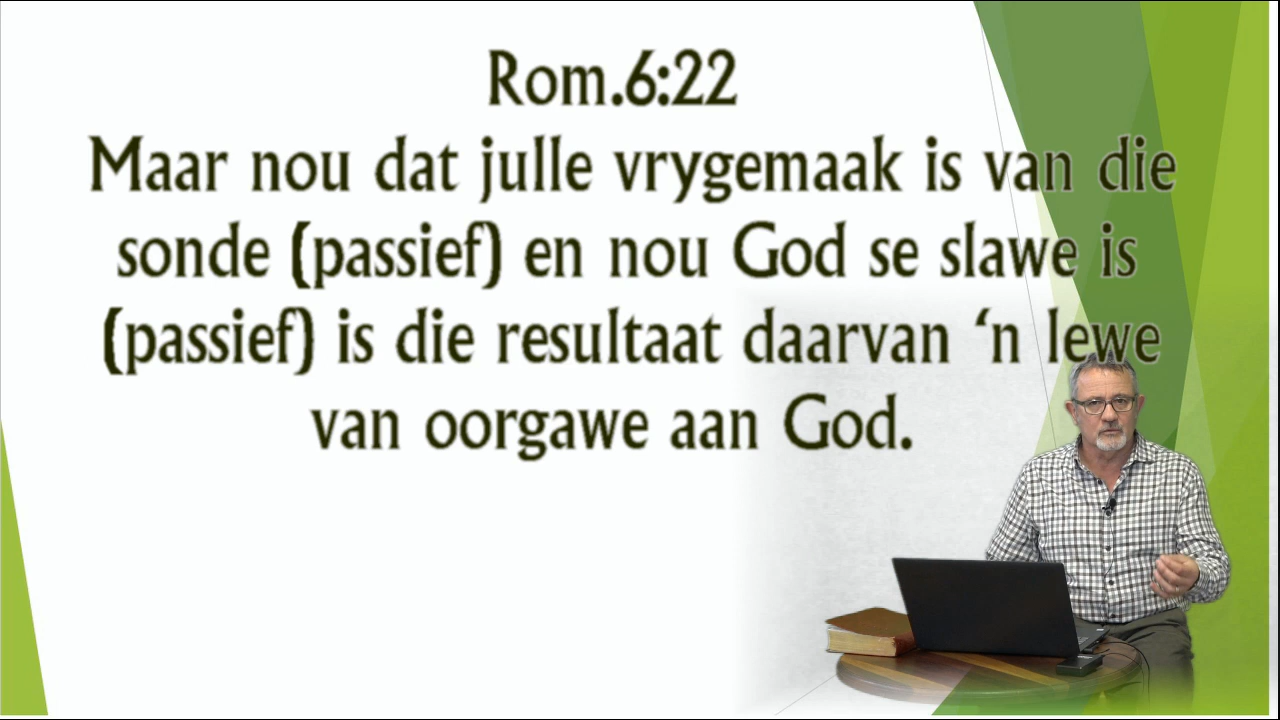 Rom.6:22
Maar nou dat julle vrygemaak is van die
sonde (passief) en nou God se slawe is
(passief) is die resultaat daarvan ‘n lewe
van oorgawe aan God.